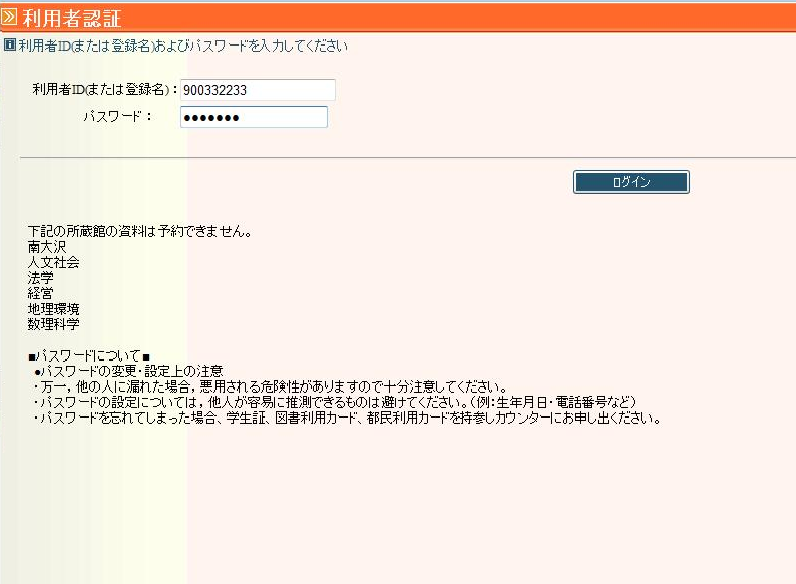 利用者認証
利用者ID(または登録名)およびパスワードを入力してください
利用者ID(または登録名)： 900332233
パスワード： ●●●●●●●
ログイン
下記の所蔵館の資料は予約できません。
南大沢
人文社会
法学
経営
地理環境
数理科学
■パスワードについて■
●パスワードの変更・設定上の注意
・万一，他の人に漏れた場合，悪用される危険性がありますので十分注意してください。
・パスワードの設定については，他人が容易に推測できるものは避けてください。（例：生年月日・電話番号など）
・パスワードを忘れてしまった場合、学生証、図書利用カード、都民利用カードを持参しカウンターにお申し出ください。